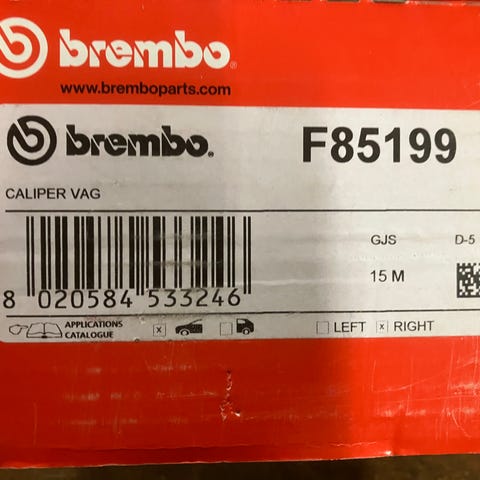 brembo®
www.bremboparts.com
brembo®
F85199
CALIPER VAG
GJS D-5
15 M
8 020584 533246
APPLICATIONS
CATALOGUE
x
LEFT x RIGHT